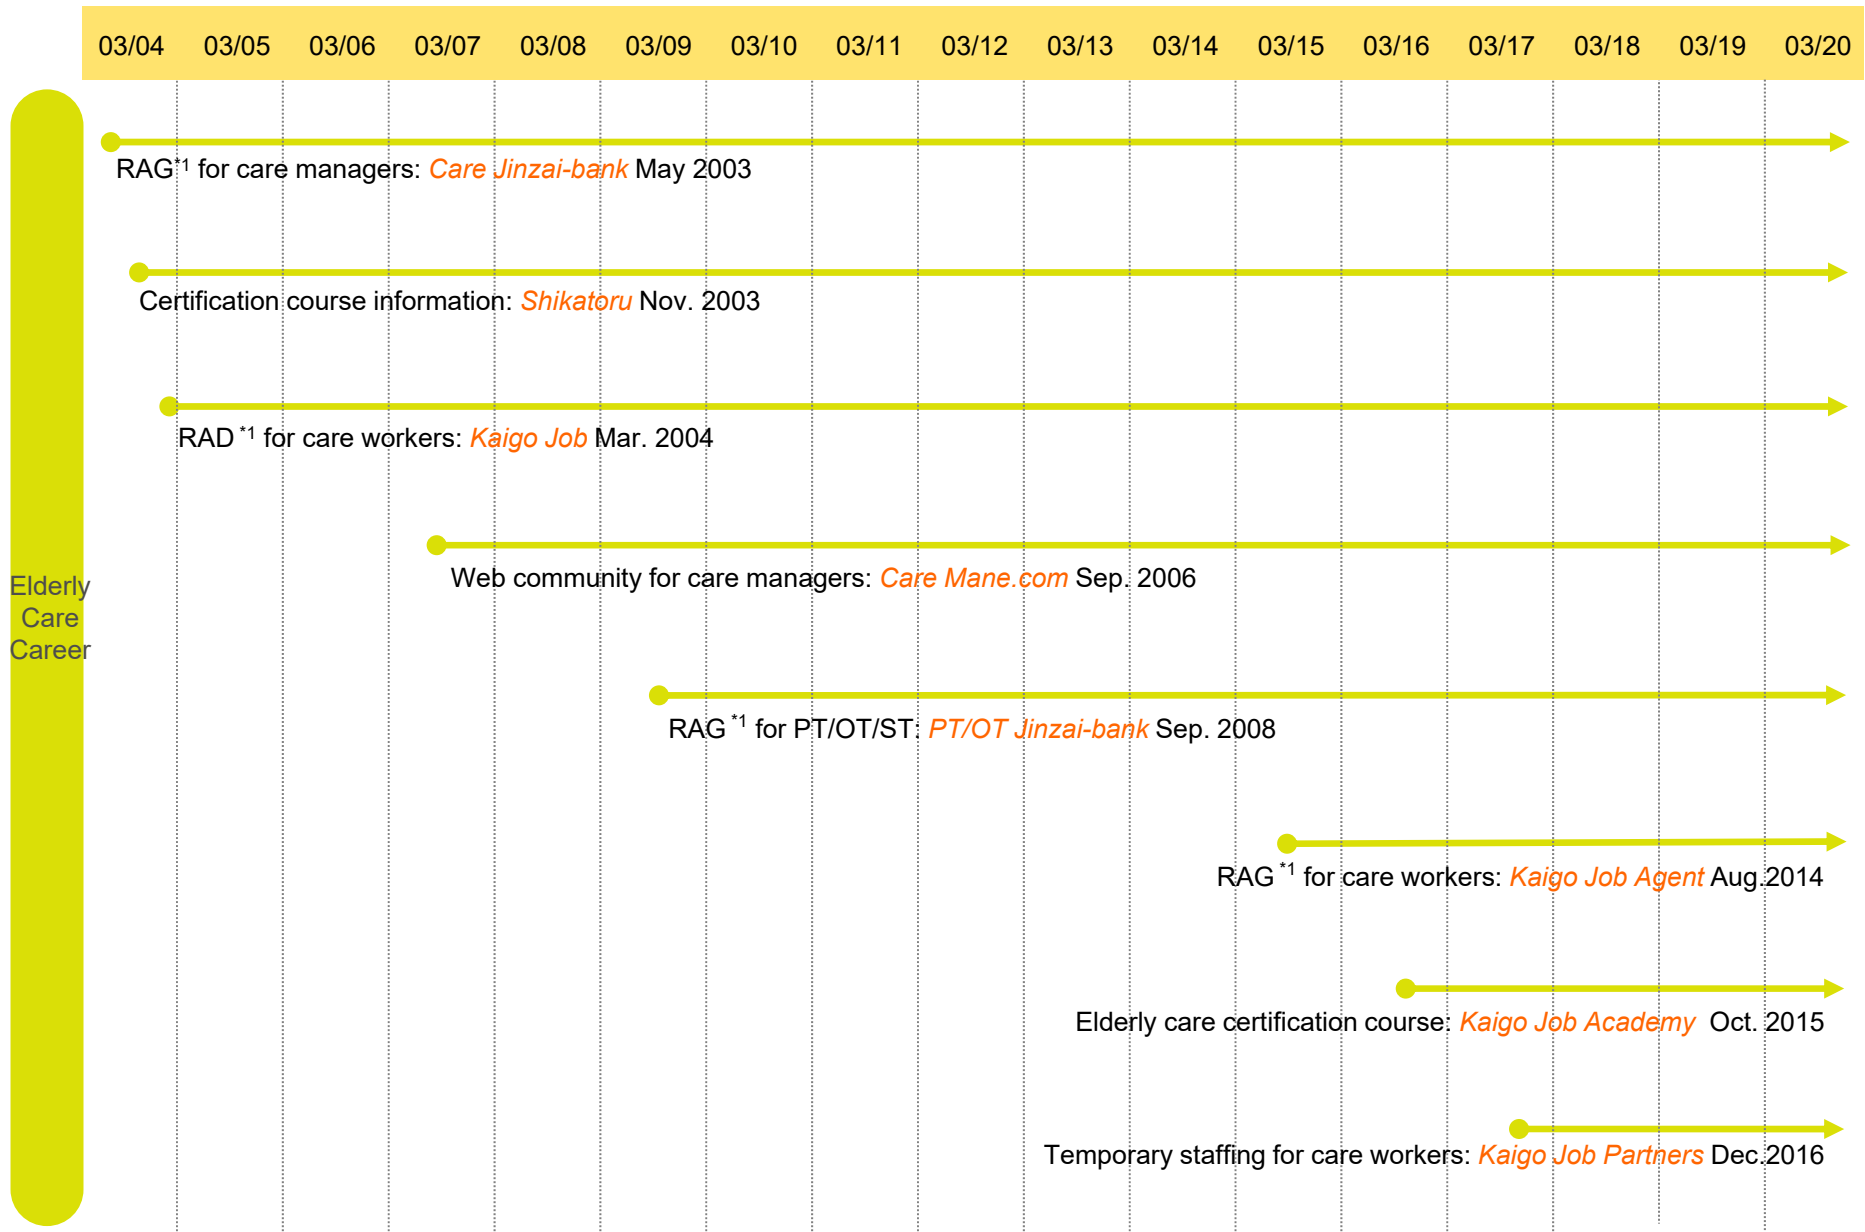 03/04 03/05 03/06 03/07 03/08 03/09 03/10 03/11 03/12 03/13 03/14 03/15 03/16 03/17 03/18 03/19 03/20
RAG*1 for care managers: Care Jinzai-bank May 2003
Certification course information: Shikatoru Nov. 2003
RAD *1 for care workers: Kaigo Job Mar. 2004
Web community for care managers: Care Mane.com Sep. 2006
Elderly
Care
Career
RAG *1 for PT/OT/ST: PT/OT Jinzai-bank Sep. 2008
RAG *1 for care workers: Kaigo Job Agent Aug.2014
Elderly care certification course: Kaigo Job Academy Oct. 2015
Temporary staffing for care workers: Kaigo Job Partners Dec.2016